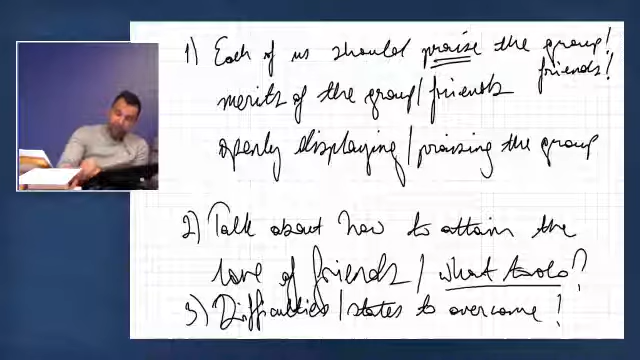 1) Each of us should praise the group!
friends!
merits of the group/friends
openly displaying/praising the group
2) Talk about how to attain the
love of friends/what tools?
3) Difficulties/states to overcome!